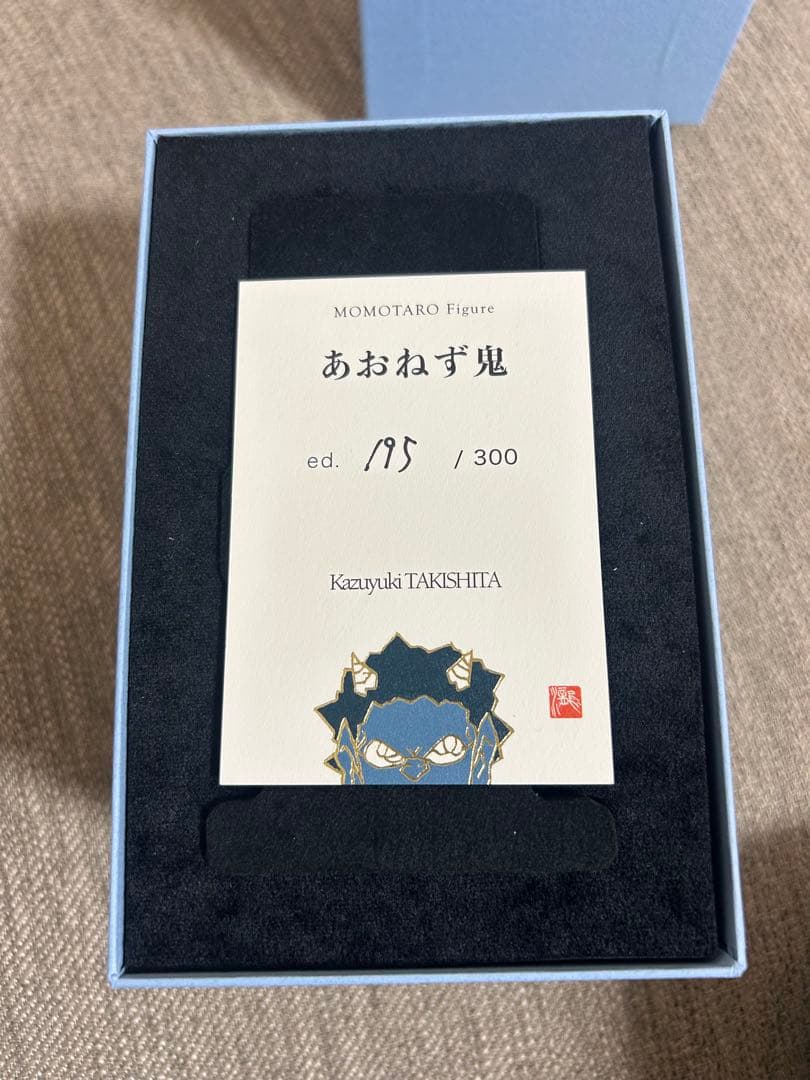 MOMOTARO Figure
あおねず鬼
ed. 195 / 300
Kazuyuki TAKISHITA